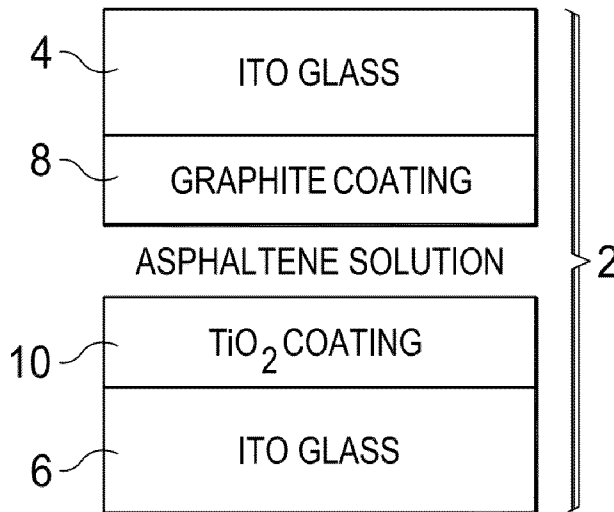 4 ITO GLASS
8 GRAPHITE COATING
ASPHALTENE SOLUTION 2
10 TiO2 COATING
6 ITO GLASS